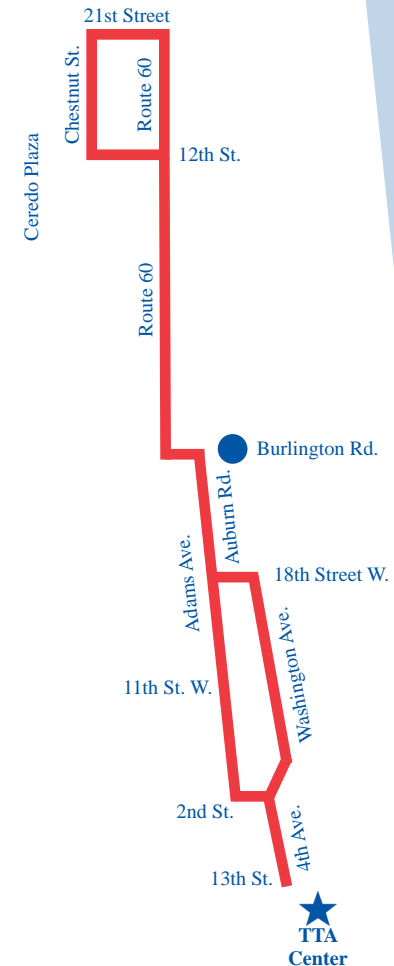 21st Street
Chestnut St.
Route 60
Ceredo Plaza
12th St.
Route 60
Burlington Rd.
Auburn Rd.
Adams Ave.
18th Street W.
Washington Ave.
11th St. W.
2nd St.
4th Ave.
13th St.
TTA
Center